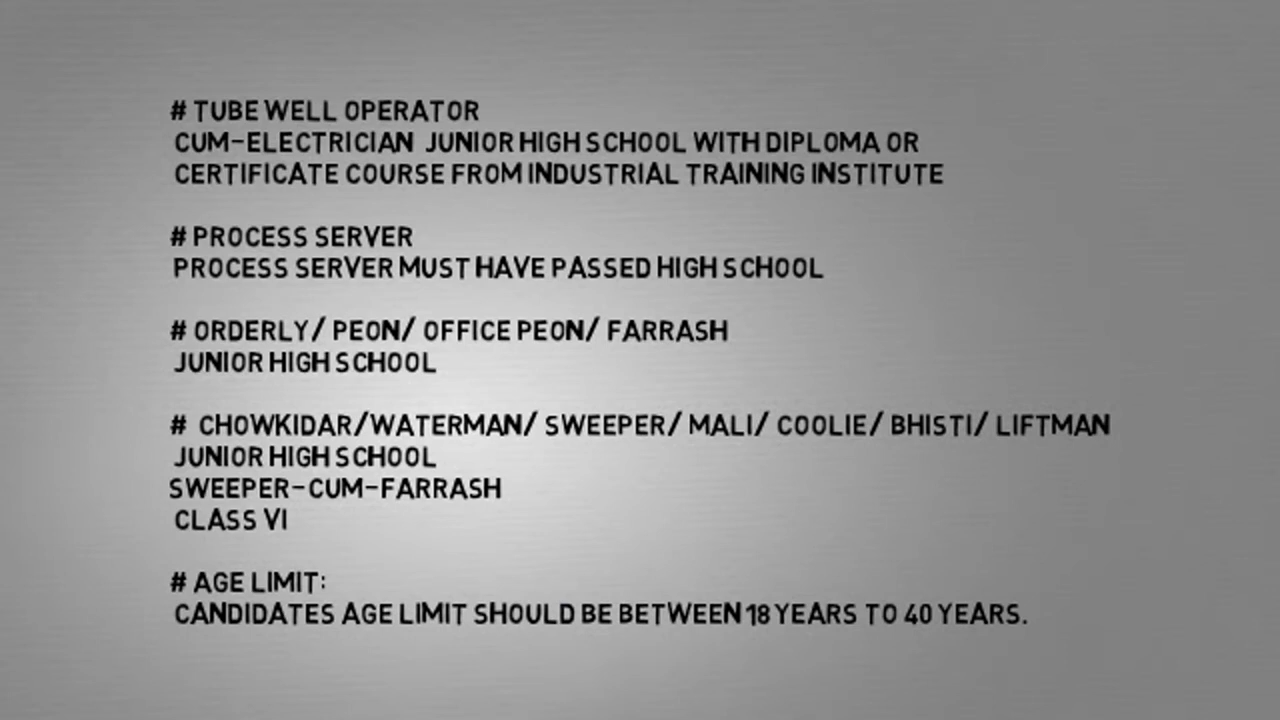 # TUBE WELL OPERATOR
CUM-ELECTRICIAN JUNIOR HIGH SCHOOL WITH DIPLOMA OR
CERTIFICATE COURSE FROM INDUSTRIAL TRAINING INSTITUTE
# PROCESS SERVER
PROCESS SERVER MUST HAVE PASSED HIGH SCHOOL
# ORDERLY/ PEON/ OFFICE PEON/ FARRASH
JUNIOR HIGH SCHOOL
# CHOWKIDAR/WATERMAN/ SWEEPER/ MALI/ COOLIE/ BHISTI/ LIFTMAN
JUNIOR HIGH SCHOOL
SWEEPER-CUM-FARRASH
CLASS VI
# AGE LIMIT:
CANDIDATES AGE LIMIT SHOULD BE BETWEEN 18 YEARS TO 40 YEARS.